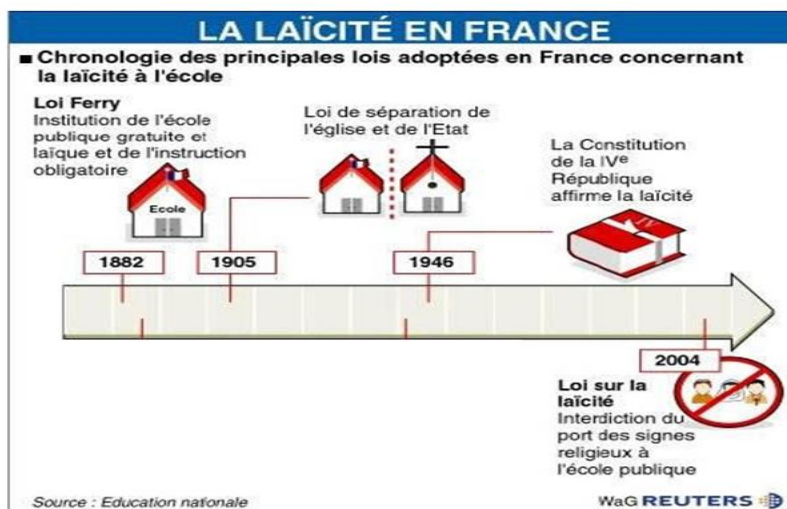 LA LAÏCITÉ EN FRANCE
■ Chronologie des principales lois adoptées en France concernant
la laïcité à l'école
Loi Ferry
Institution de l'école
publique gratuite et
laïque et de l'instruction
obligatoire
Ecole
Loi de séparation de
l'église et de l'Etat
La Constitution
de la IVe
République
affirme la laïcité
IV
1882
1905
1946
2004
Loi sur la
laïcité
Interdiction du
port des signes
religieux à
l'école publique
Source : Education nationale
WaG REUTERS